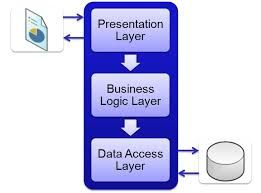 Presentation
Layer
Business
Logic Layer
Data Access
Layer